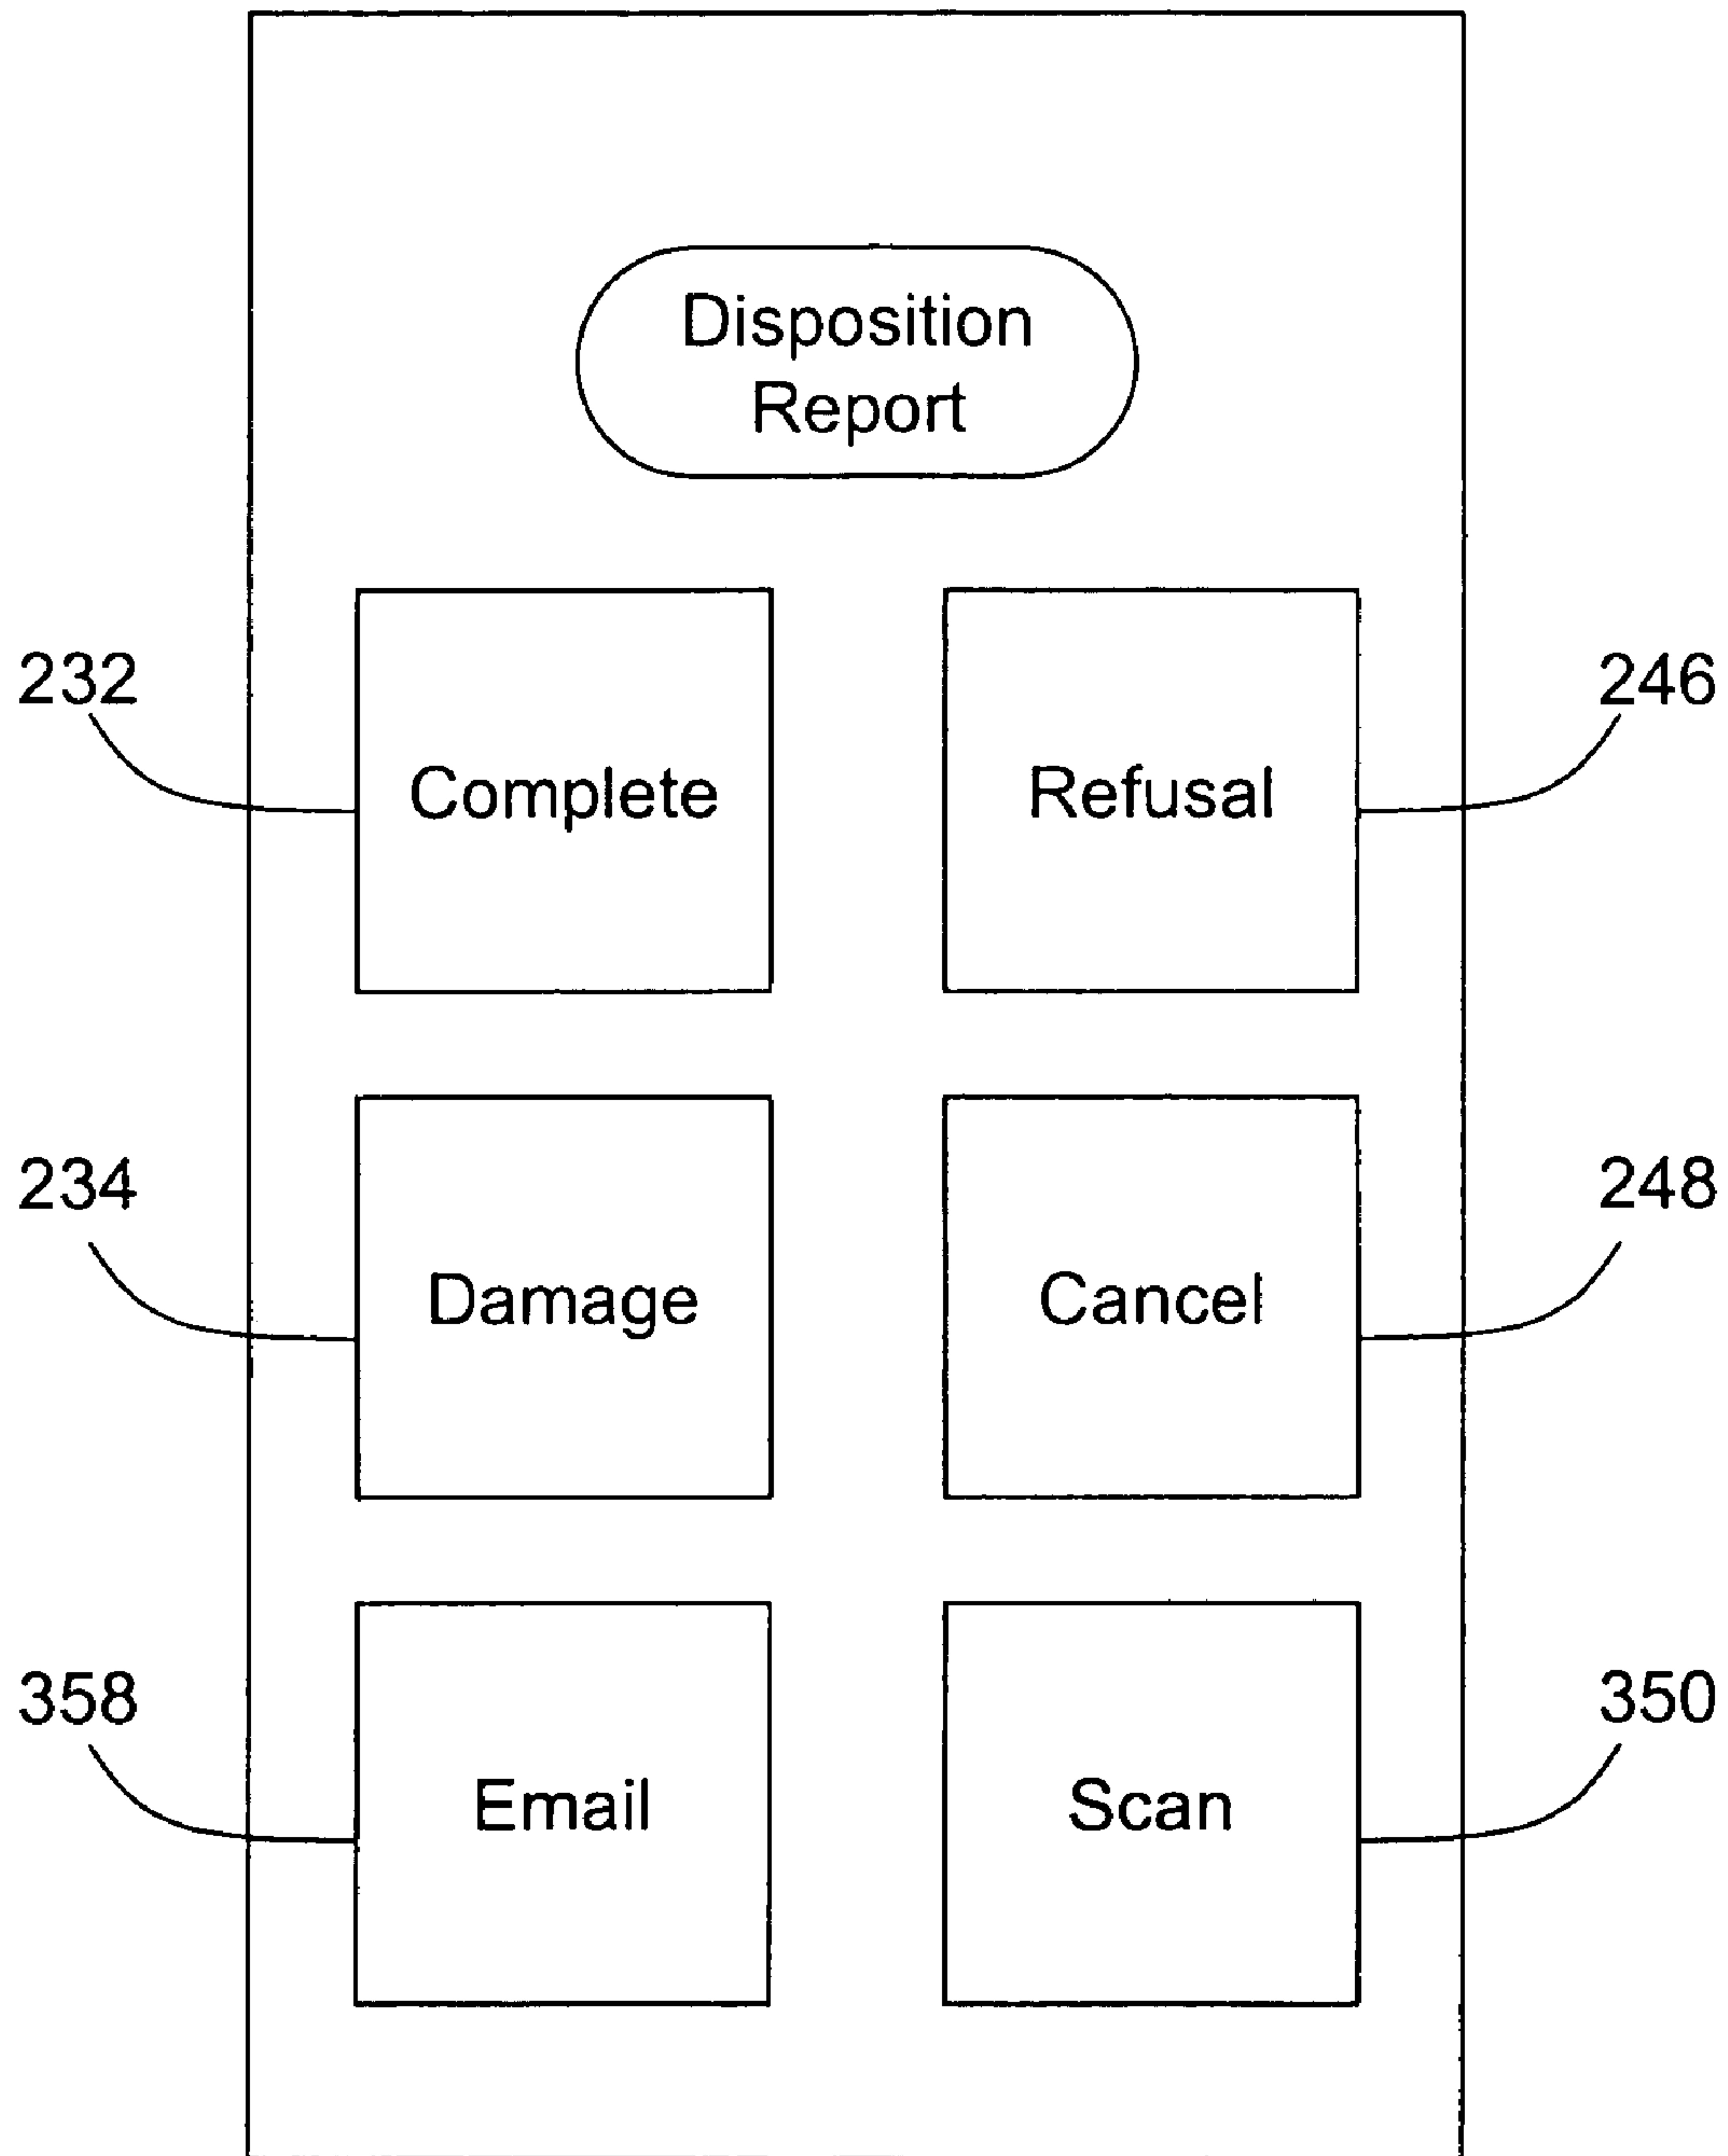 Disposition
Report
232
Complete
Refusal
246
234
Damage
Cancel
248
358
Email
Scan
350